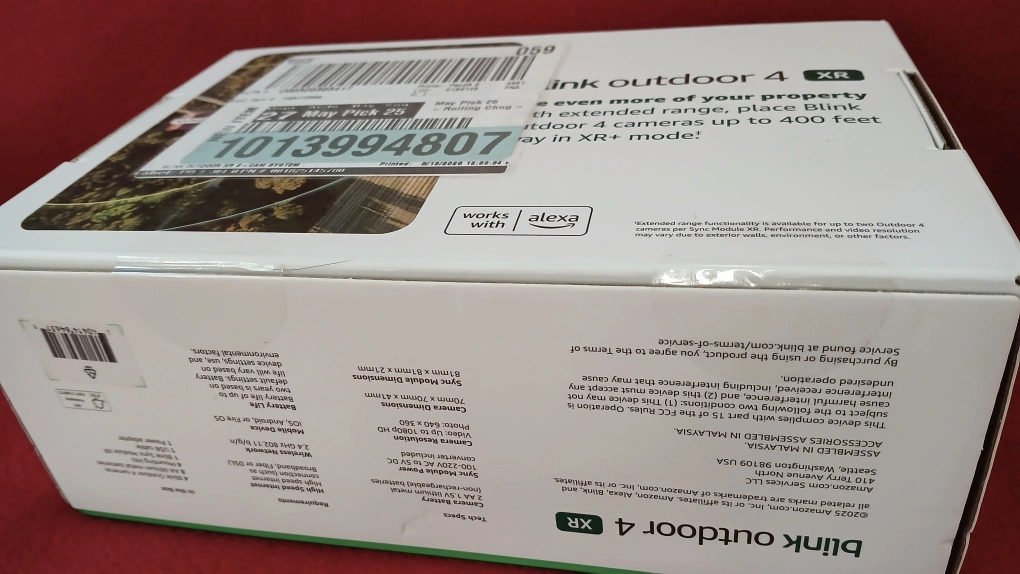 059
May Pick 25
~ Rolling Chng ~
27 May Pick 25
1013994807
Printed:
link outdoor 4 XR
e even more of your property
th extended range, place Blink
utdoor 4 cameras up to 400 feet
ay in XR+ mode!
works with alexa
¹Extended range functionality is available for up to two Outdoor 4
cameras per Sync Module XR. Performance and video resolution
may vary due to exterior walls, environment, or other factors.
blink outdoor 4 XR
©2025 Amazon.com, Inc. or its affiliates. Amazon, Alexa, Blink, and
all related marks are trademarks of Amazon.com, Inc. or its affiliates.
Amazon.com Services LLC
410 Terry Avenue North
Seattle, Washington 98109 USA
ASSEMBLED IN MALAYSIA.
ACCESSORIES ASSEMBLED IN MALAYSIA.
This device complies with part 15 of the FCC Rules. Operation is
subject to the following two conditions: (1) This device may not
cause harmful interference, and (2) this device must accept any
interference received, including interference that may cause
undesired operation.
By purchasing or using the product, you agree to the Terms of
Service found at blink.com/terms-of-service
Tech Specs
Camera Battery
2 AA 1.5V lithium metal
(non-rechargeable) batteries
Sync Module Power
100-220V AC to 5V DC
converter included
Camera Resolution
Video: Up to 1080p HD
Photo: 640 x 360
Camera Dimensions
70mm x 70mm x 41mm
Sync Module Dimensions
81mm x 81mm x 21mm
Requirements
High Speed Internet
High speed internet
connection (such as
Broadband, Fiber or DSL)
Wireless Network
2.4 GHz 802.11 b/g/n
Mobile Device
iOS, Android, or Fire OS
Battery Life
Battery life of up to
two years is based on
default settings. Battery
life will vary based on
device settings, use, and
environmental factors.
In the Box
1 USB cable
1 Power adapter